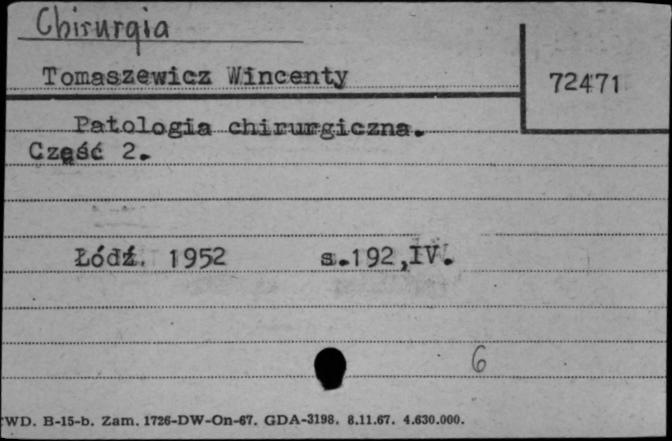 Chirurgia
Tomaszewicz Wincenty
72471
Patologia chirurgiczna.
Część 2.
Łódź. 1952 s.192,IV.
6
WD. B-15-b. Zam. 1726-DW-On-67. GDA-3198. 8.11.67. 4.630.000.